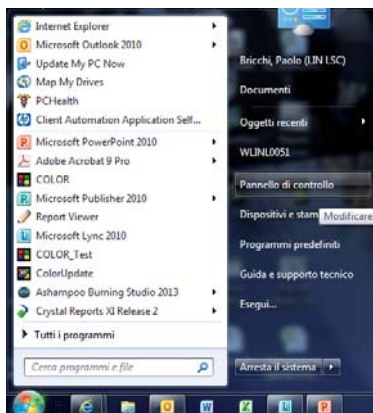 Internet Explorer
Microsoft Outlook 2010
Update My PC Now
Map My Drives
PCHealth
Client Automation Application Self...
Microsoft PowerPoint 2010
Adobe Acrobat 9 Pro
COLOR
Microsoft Publisher 2010
Report Viewer
Microsoft Lync 2010
COLOR_Test
ColorUpdate
Ashampoo Burning Studio 2013
Crystal Reports XI Release 2
Tutti i programmi
Cerca programmi e file
Bricchi, Paolo (LIN LSC)
Documenti
Oggetti recenti
WLINL0051
Pannello di controllo
Dispositivi e stam
Modificare
Programmi predefiniti
Guida e supporto tecnico
Esegui...
Arresta il sistema